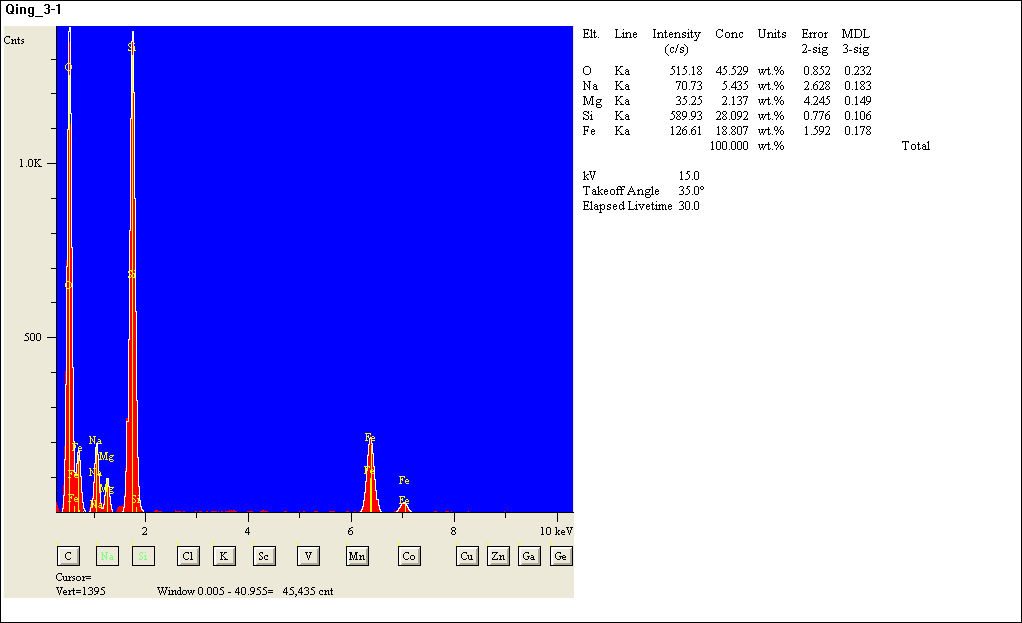 Qing_3-1
Cnts
1.0K
500
O
O
Si
Si
Si
Fe
Fe
Fe
Na
Na
Na
Mg
Mg
Fe
Fe
Fe
Fe
2 4 6 8 10 keV
C Na Si Cl K Sc V Mn Co Cu Zn Ga Ge
Cursor=
Vert=1395 Window 0.005 - 40.955= 45,435 cnt
Elt. Line Intensity Conc Units Error MDL
(c/s) 2-sig 3-sig
O Ka 515.18 45.529 wt.% 0.852 0.232
Na Ka 70.73 5.435 wt.% 2.628 0.183
Mg Ka 35.25 2.137 wt.% 4.245 0.149
Si Ka 589.93 28.092 wt.% 0.776 0.106
Fe Ka 126.61 18.807 wt.% 1.592 0.178
100.000 wt.% Total
kV 15.0
Takeoff Angle 35.0°
Elapsed Livetime 30.0